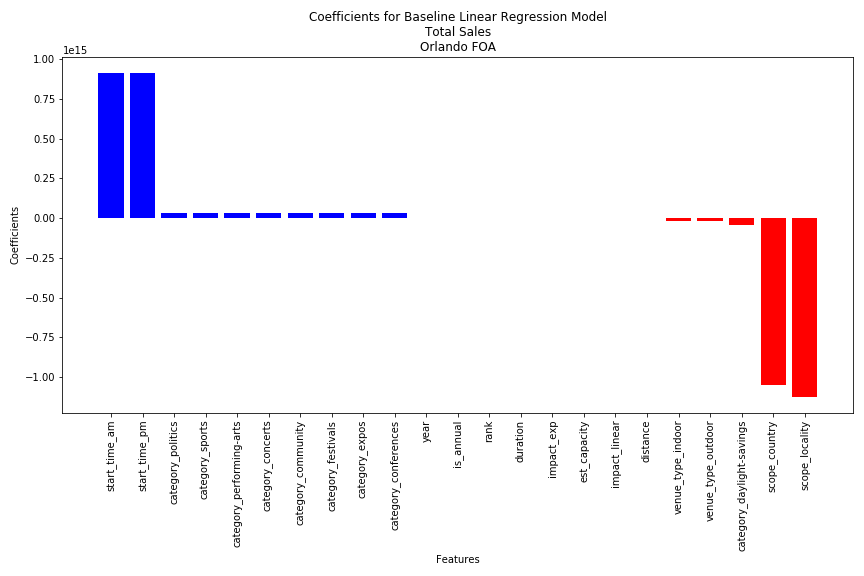 Coefficients for Baseline Linear Regression Model
Total Sales
Orlando FOA
1e15
1.00
0.75
0.50
0.25
0.00
−0.25
−0.50
−0.75
−1.00
Coefficients
start_time_am
start_time_pm
category_politics
category_sports
category_performing-arts
category_concerts
category_community
category_festivals
category_expos
category_conferences
year
is_annual
rank
duration
impact_exp
est_capacity
impact_linear
distance
venue_type_indoor
venue_type_outdoor
category_daylight-savings
scope_country
scope_locality
Features